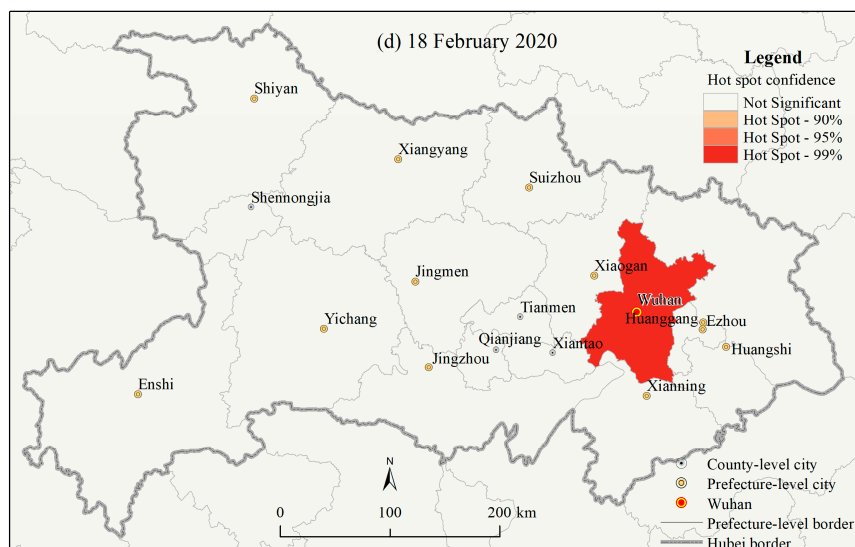 (d) 18 February 2020
Legend
Hot spot confidence
Not Significant
Hot Spot - 90%
Hot Spot - 95%
Hot Spot - 99%
Shiyan
Xiangyang
Suizhou
Shennongjia
Xiaogan
Jingmen
Wuhan
Tianmen
Yichang
Huanggang
Ezhou
Qianjiang
Xiantao
Huangshi
Jingzhou
Enshi
Xianning
N
County-level city
Prefecture-level city
Wuhan
Prefecture-level border
Hubei border
0 100 200 km